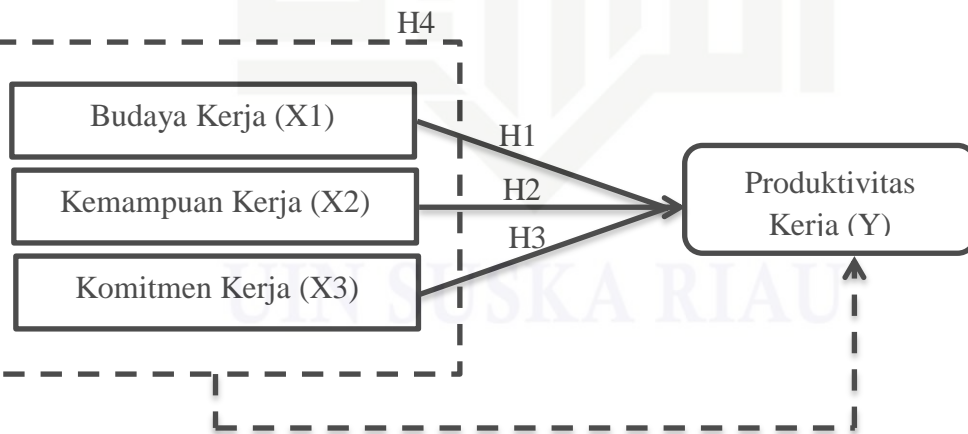 H4
Budaya Kerja (X1)
H1
Kemampuan Kerja (X2)
H2
Produktivitas
Kerja (Y)
H3
Komitmen Kerja (X3)
UIN SUSKA RIAU